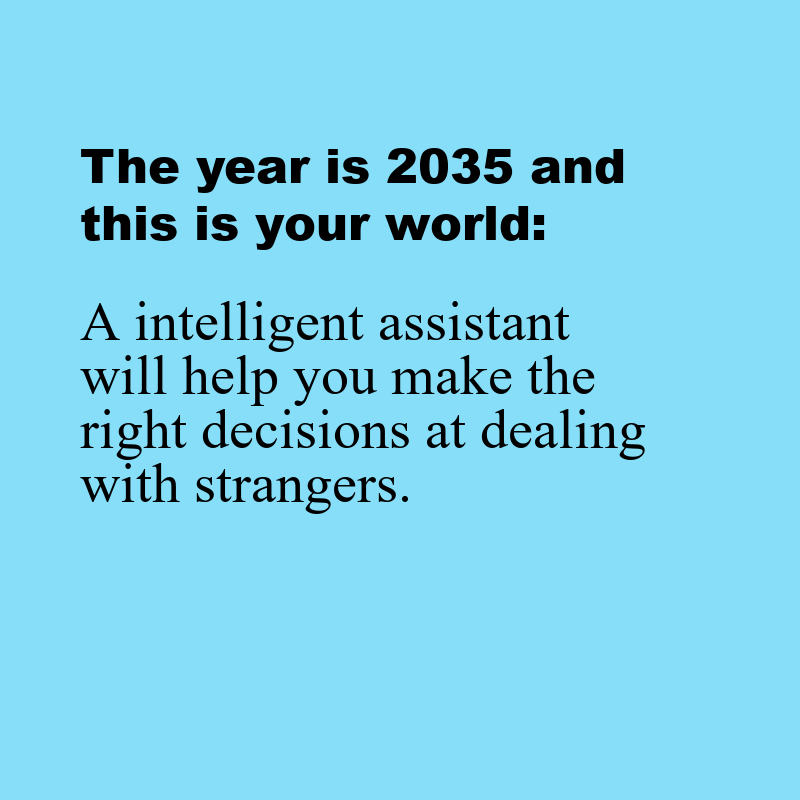 The year is 2035 and
this is your world:
A intelligent assistant
will help you make the
right decisions at dealing
with strangers.